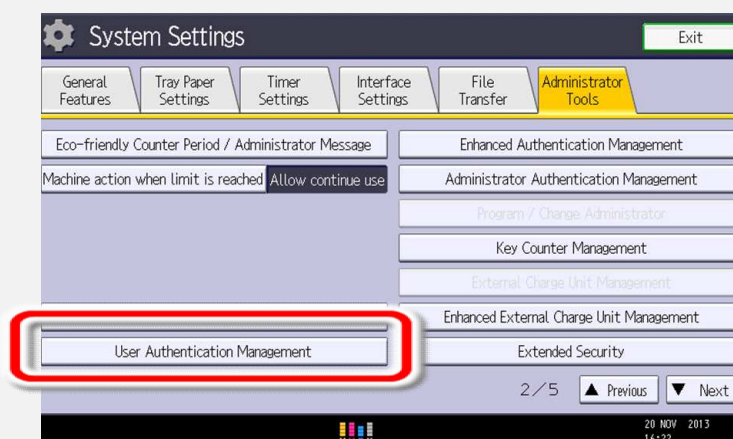 System Settings
Exit
General
Features
Tray Paper
Settings
Timer
Settings
Interface
Settings
File
Transfer
Administrator
Tools
Eco-friendly Counter Period / Administrator Message
Enhanced Authentication Management
Machine action when limit is reached Allow continue use
Administrator Authentication Management
Program / Change Administrator
Key Counter Management
External Charge Unit Management
Enhanced External Charge Unit Management
User Authentication Management
Extended Security
2/5
▲ Previous
▼ Next
20 NOV 2013
16:22